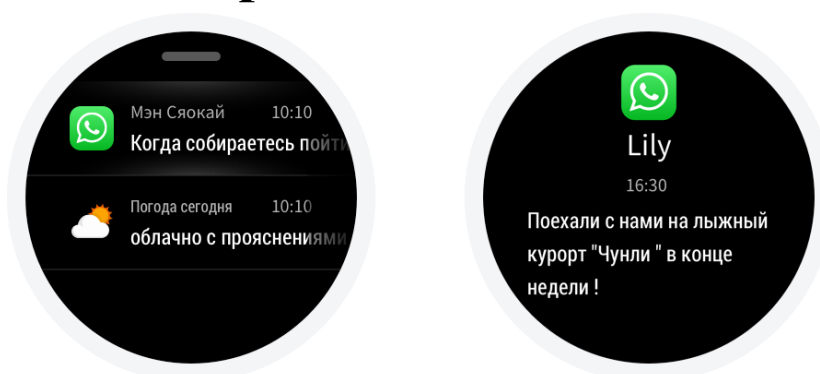 Мэн Сяокай 10:10
Когда собираетесь пойти
Погода сегодня 10:10
облачно с прояснениями
Lily
16:30
Поехали с нами на лыжный
курорт "Чунли " в конце
недели !